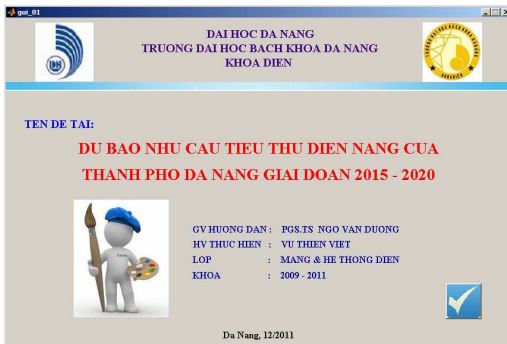 gui_01
DAI HOC DA NANG
TRUONG DAI HOC BACH KHOA DA NANG
KHOA DIEN
TEN DE TAI:
DU BAO NHU CAU TIEU THU DIEN NANG CUA
THANH PHO DA NANG GIAI DOAN 2015 - 2020
GV HUONG DAN : PGS.TS NGO VAN DUONG
HV THUC HIEN : VU THIEN VIET
LOP : MANG & HE THONG DIEN
KHOA : 2009 - 2011
Da Nang, 12/2011